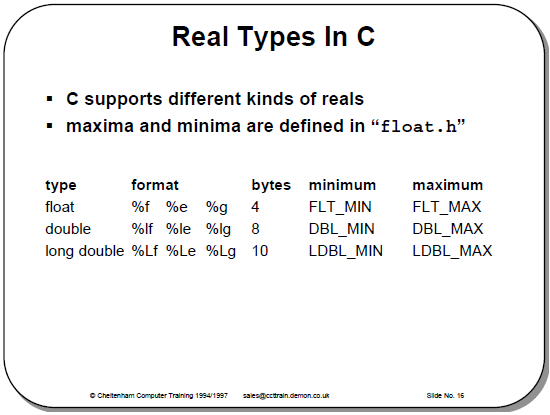 Real Types In C
▪ C supports different kinds of reals
▪ maxima and minima are defined in “float.h”
type format bytes minimum maximum
float %f %e %g 4 FLT_MIN FLT_MAX
double %lf %le %lg 8 DBL_MIN DBL_MAX
long double %Lf %Le %Lg 10 LDBL_MIN LDBL_MAX
© Cheltenham Computer Training 1994/1997 sales@ccttrain.demon.co.uk Slide No. 16